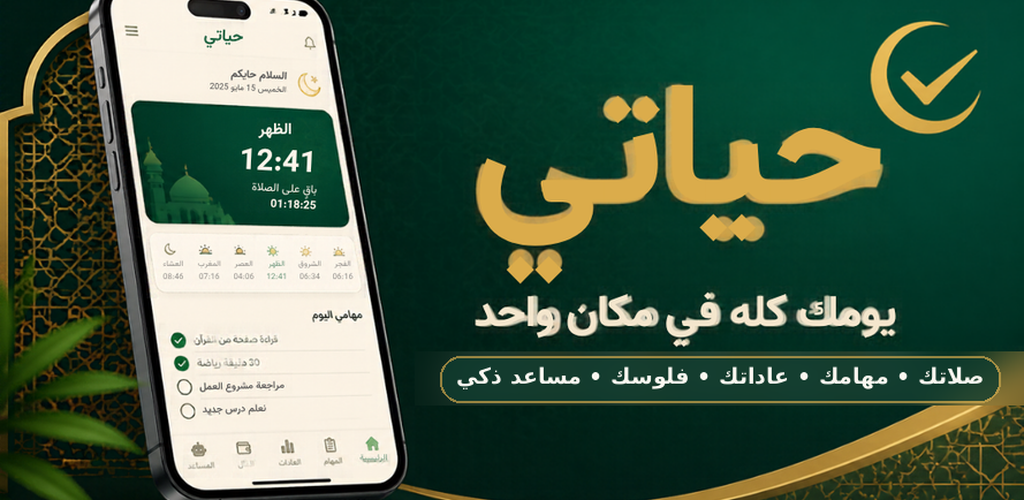 حياتي
السلام حايكم
الخميس 15 مايو 2025
الظهر
12:41
باقٍ على الصلاة
01:18:25
الفجر الشروق الظهر العصر المغرب العشاء
06:16 06:34 12:41 04:06 07:16 08:46
مهامي اليوم
قراءة صفحة من القرآن
30 دقيقة رياضة
مراجعة مشروع العمل
تعلم درس جديد
المهام العادات المساعد
حياتي
يومك كله في مكان واحد
صلاتك • مهامك • عاداتك • فلوسك • مساعد ذكي